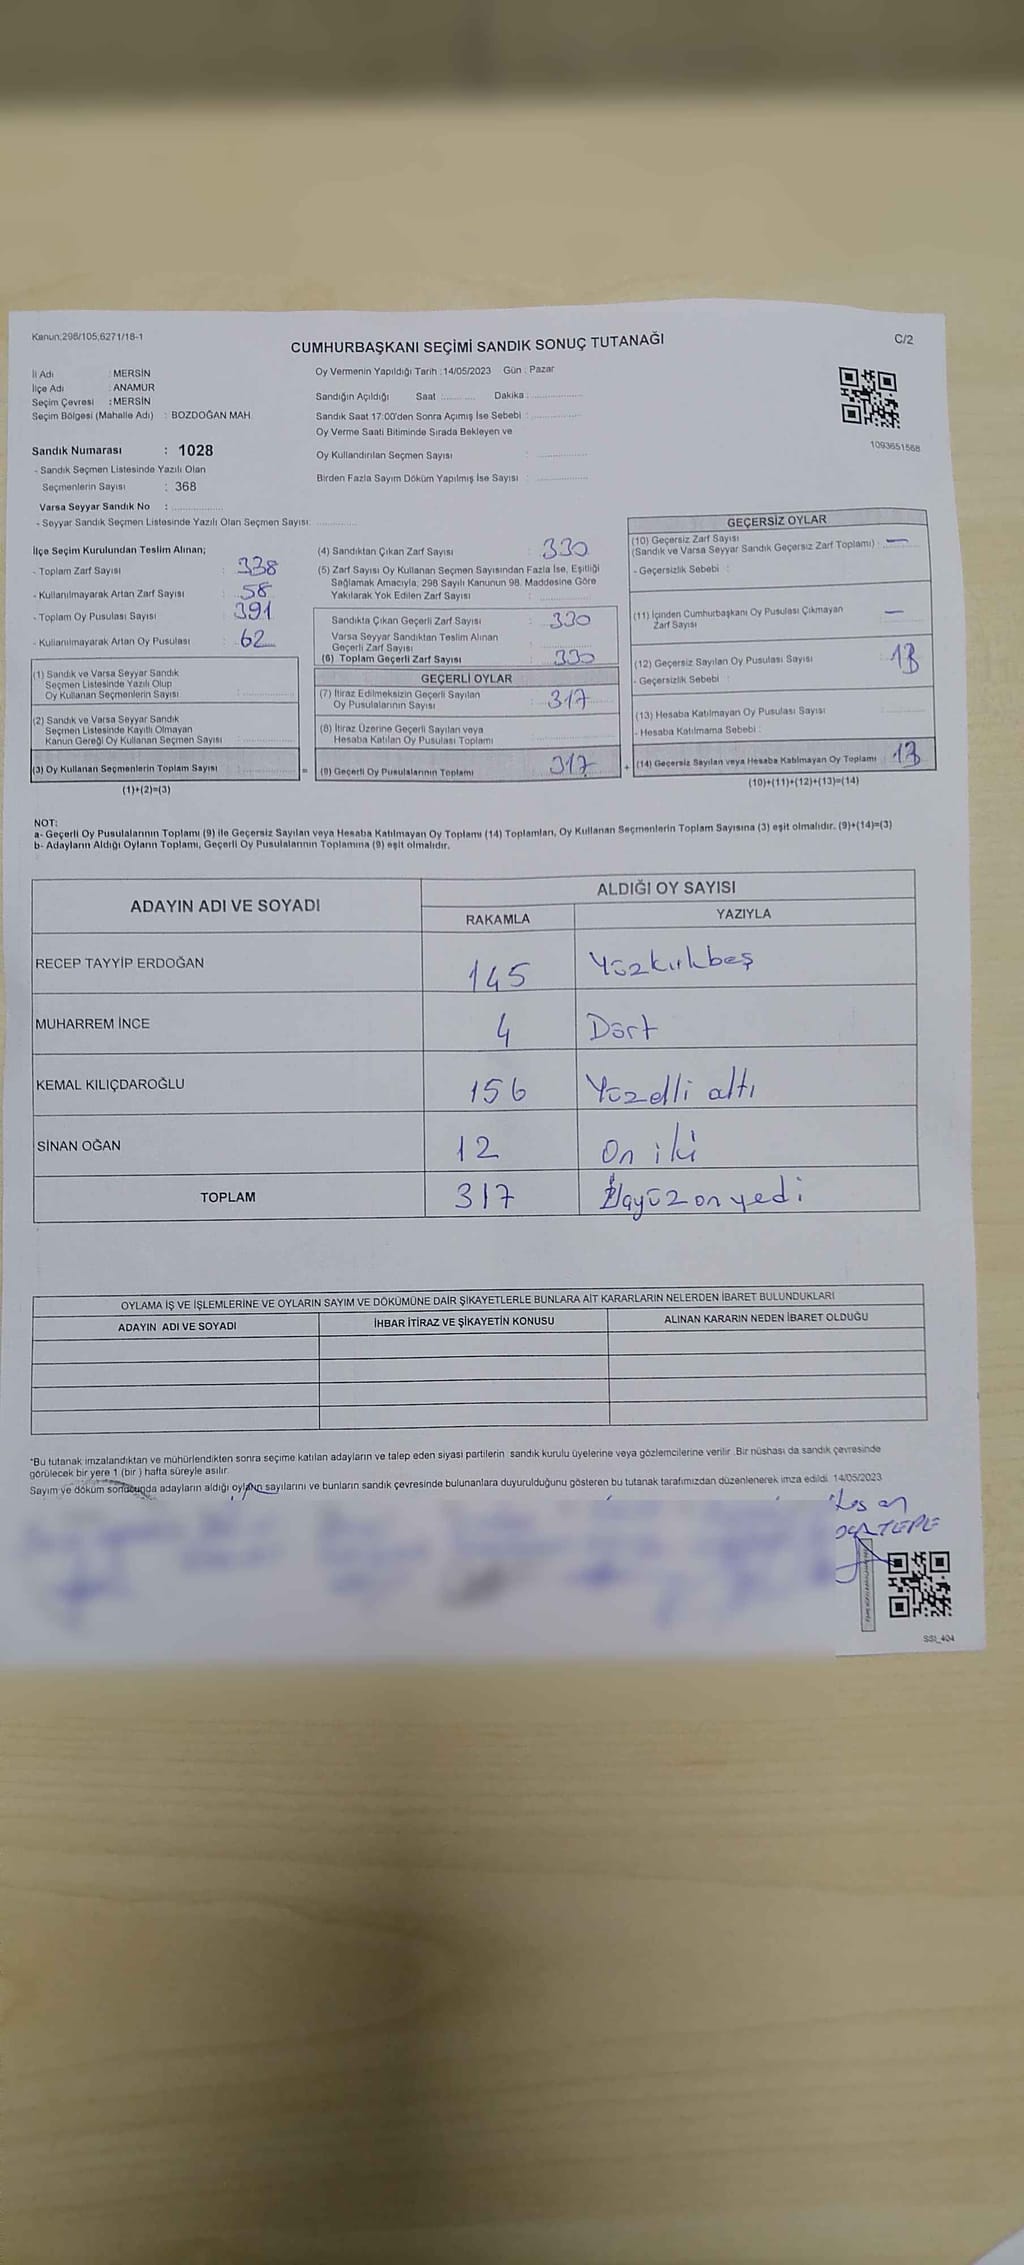 Kanun:298/105,6271/18-1
C/2
CUMHURBAŞKANI SEÇİMİ SANDIK SONUÇ TUTANAĞI
İl Adı : MERSİN
İlçe Adı : ANAMUR
Seçim Çevresi : MERSİN
Seçim Bölgesi (Mahalle Adı) : BOZDOĞAN MAH.
Oy Vermenin Yapıldığı Tarih :14/05/2023 Gün : Pazar
Sandığın Açıldığı Saat Dakika :
Sandık Saat 17:00'den Sonra Açımış İse Sebebi :
Oy Verme Saati Bitiminde Sırada Bekleyen ve
Oy Kullandırılan Seçmen Sayısı :
Birden Fazla Sayım Döküm Yapılmış İse Sayısı :
1093651568
Sandık Numarası : 1028
- Sandık Seçmen Listesinde Yazılı Olan
Seçmenlerin Sayısı : 368
Varsa Seyyar Sandık No :
- Seyyar Sandık Seçmen Listesinde Yazılı Olan Seçmen Sayısı:
İlçe Seçim Kurulundan Teslim Alınan;
- Toplam Zarf Sayısı : 338
- Kullanılmayarak Artan Zarf Sayısı : 58
- Toplam Oy Pusulası Sayısı : 391
- Kullanılmayarak Artan Oy Pusulası : 62
(1) Sandık ve Varsa Seyyar Sandık
Seçmen Listesinde Yazılı Olup
Oy Kullanan Seçmenlerin Sayısı :
(2) Sandık ve Varsa Seyyar Sandık
Seçmen Listesinde Kayıtlı Olmayan
Kanun Gereği Oy Kullanan Seçmen Sayısı :
(3) Oy Kullanan Seçmenlerin Toplam Sayısı :
(1)+(2)=(3)
(4) Sandıktan Çıkan Zarf Sayısı : 330
(5) Zarf Sayısı Oy Kullanan Seçmen Sayısından Fazla İse, Eşitliği
Sağlamak Amacıyla, 298 Sayılı Kanunun 98. Maddesine Göre
Yakılarak Yok Edilen Zarf Sayısı :
Sandıkta Çıkan Geçerli Zarf Sayısı : 330
Varsa Seyyar Sandıktan Teslim Alınan
Geçerli Zarf Sayısı :
(6) Toplam Geçerli Zarf Sayısı : 330
GEÇERLİ OYLAR
(7) İtiraz Edilmeksizin Geçerli Sayılan
Oy Pusulalarının Sayısı : 317
(8) İtiraz Üzerine Geçerli Sayılan veya
Hesaba Katılan Oy Pusulası Toplamı :
= (9) Geçerli Oy Pusulalarının Toplamı : 317 +
GEÇERSİZ OYLAR
(10) Geçersiz Zarf Sayısı
(Sandık ve Varsa Seyyar Sandık Geçersiz Zarf Toplamı) : —
- Geçersizlik Sebebi :
(11) İçinden Cumhurbaşkanı Oy Pusulası Çıkmayan
Zarf Sayısı : —
(12) Geçersiz Sayılan Oy Pusulası Sayısı : 13
- Geçersizlik Sebebi :
(13) Hesaba Katılmayan Oy Pusulası Sayısı :
- Hesaba Katılmama Sebebi :
(14) Geçersiz Sayılan veya Hesaba Katılmayan Oy Toplamı : 13
(10)+(11)+(12)+(13)=(14)
NOT:
a- Geçerli Oy Pusulalarının Toplamı (9) ile Geçersiz Sayılan veya Hesaba Katılmayan Oy Toplamı (14) Toplamları, Oy Kullanan Seçmenlerin Toplam Sayısına (3) eşit olmalıdır. (9)+(14)=(3)
b- Adayların Aldığı Oyların Toplamı, Geçerli Oy Pusulalarının Toplamına (9) eşit olmalıdır.
ADAYIN ADI VE SOYADI ALDIĞI OY SAYISI
RAKAMLA YAZIYLA
RECEP TAYYİP ERDOĞAN 145 Yüzkırkbeş
MUHARREM İNCE 4 Dört
KEMAL KILIÇDAROĞLU 156 Yüzelli altı
SİNAN OĞAN 12 On iki
TOPLAM 317 Üçyüz on yedi
OYLAMA İŞ VE İŞLEMLERİNE VE OYLARIN SAYIM VE DÖKÜMÜNE DAİR ŞİKAYETLERLE BUNLARA AİT KARARLARIN NELERDEN İBARET BULUNDUKLARI
ADAYIN ADI VE SOYADI İHBAR İTİRAZ VE ŞİKAYETİN KONUSU ALINAN KARARIN NEDEN İBARET OLDUĞU
*Bu tutanak imzalandıktan ve mühürlendikten sonra seçime katılan adayların ve talep eden siyasi partilerin sandık kurulu üyelerine veya gözlemcilerine verilir. Bir nüshası da sandık çevresinde
görülecek bir yere 1 (bir ) hafta süreyle asılır.
Sayım ve döküm sonucunda adayların aldığı oyların sayılarını ve bunların sandık çevresinde bulunanlara duyurulduğunu gösteren bu tutanak tarafımızdan düzenlenerek imza edildi. 14/05/2023
SSI_404